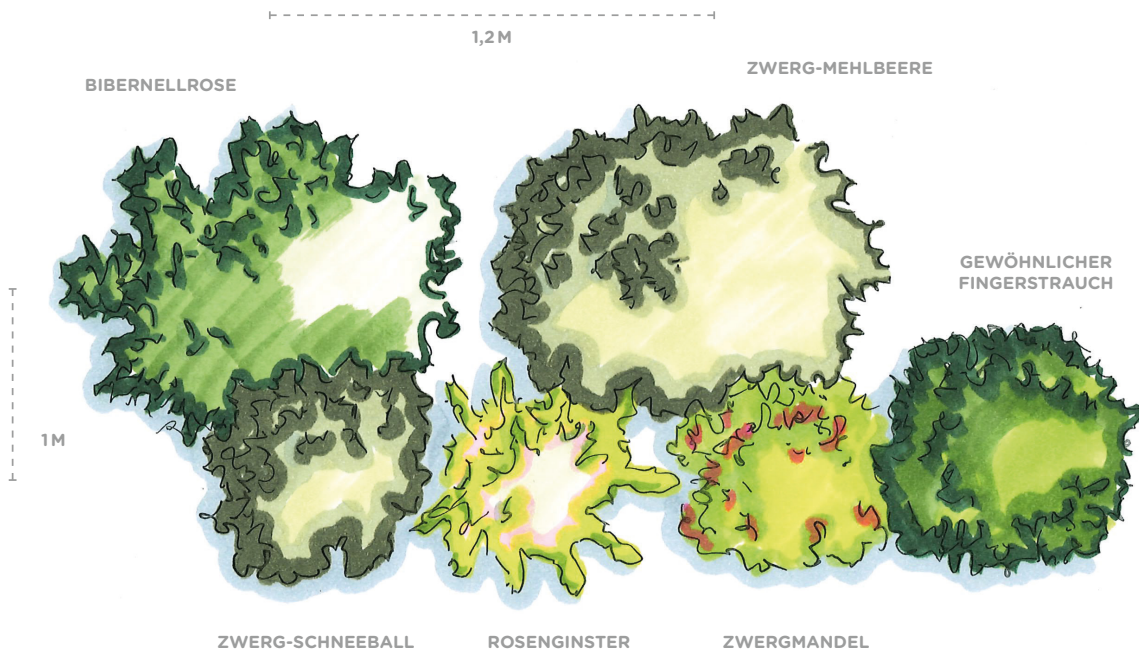 1,2 M
ZWERG-MEHLBEERE
BIBERNELLROSE
GEWÖHNLICHER
FINGERSTRAUCH
1 M
ZWERG-SCHNEEBALL
ROSENGINSTER
ZWERGMANDEL